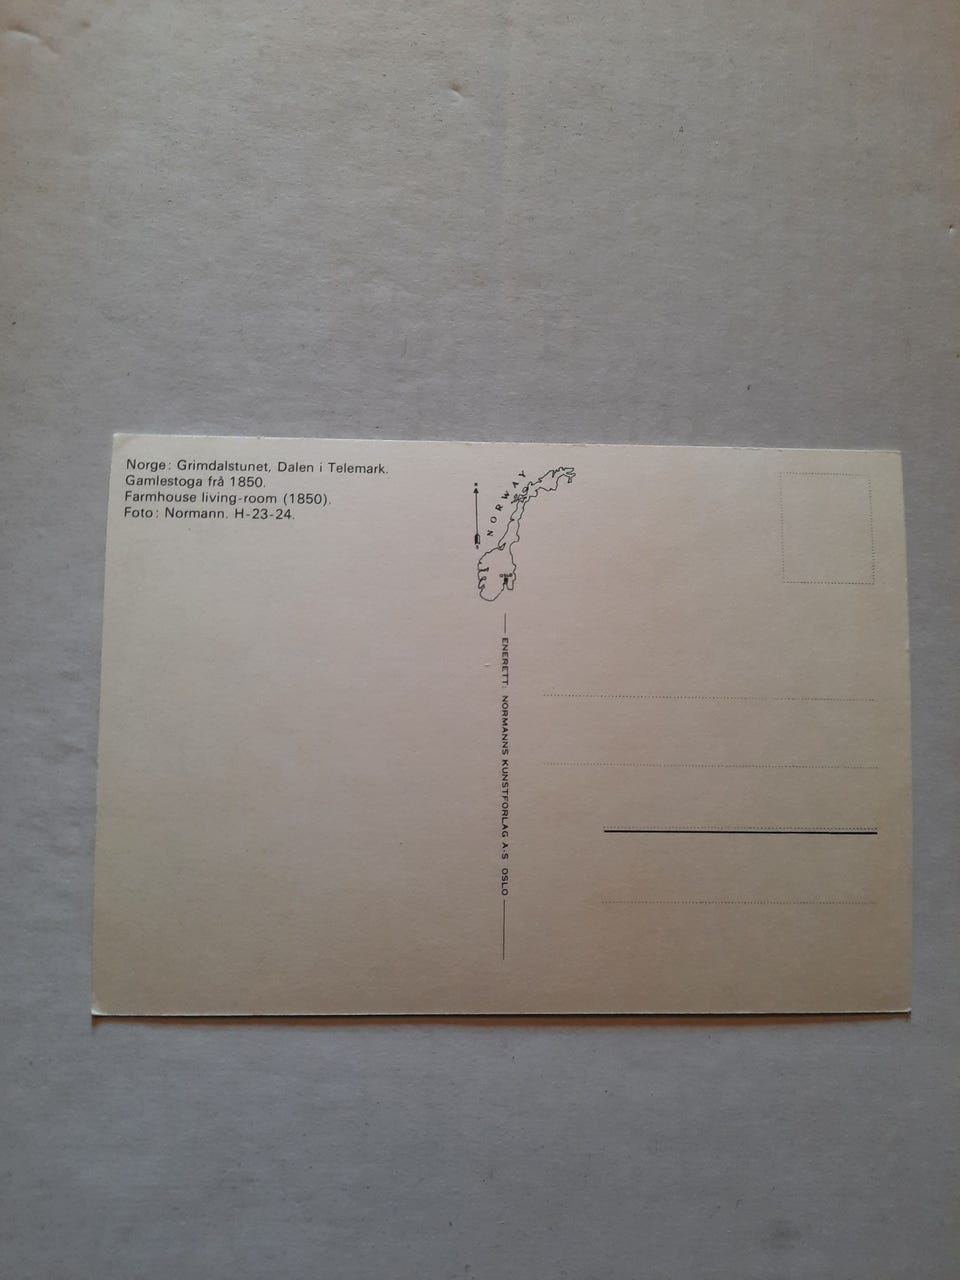 Norge: Grimdalstunet, Dalen i Telemark.
Gamlestoga frå 1850.
Farmhouse living-room (1850).
Foto: Normann. H-23-24.
NORWAY
ENERETT: NORMANNS KUNSTFORLAG A-S OSLO